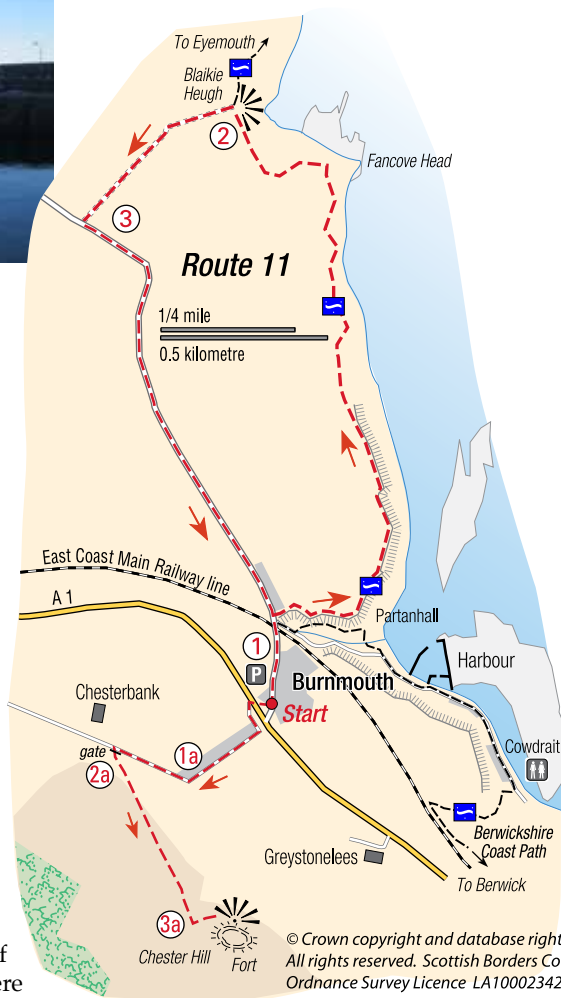 To Eyemouth
Blaikie
Heugh
2
Fancove Head
3
Route 11
1/4 mile
0.5 kilometre
East Coast Main Railway line
A 1
Partanhall
1
P
Harbour
Burnmouth
Chesterbank
Start
1a
Cowdrait
gate
2a
Berwickshire
Coast Path
Greystonelees
To Berwick
3a
Chester Hill
Fort
of
ere
© Crown copyright and database right
All rights reserved. Scottish Borders Co
Ordnance Survey Licence LA10002342